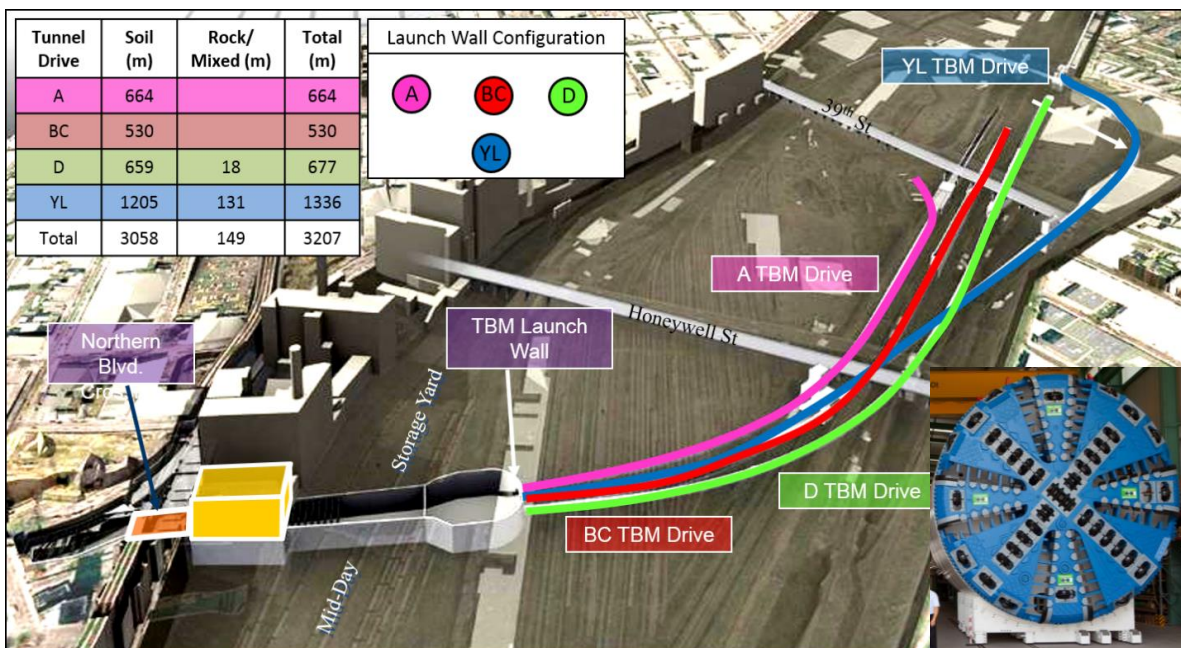 Tunnel Drive Soil (m) Rock/ Mixed (m) Total (m)
A 664 664
BC 530 530
D 659 18 677
YL 1205 131 1336
Total 3058 149 3207
Launch Wall Configuration
A BC D
YL
YL TBM Drive
39th St
A TBM Drive
Honeywell St
TBM Launch
Wall
Northern
Blvd.
Storage Yard
D TBM Drive
BC TBM Drive
Mid-Day